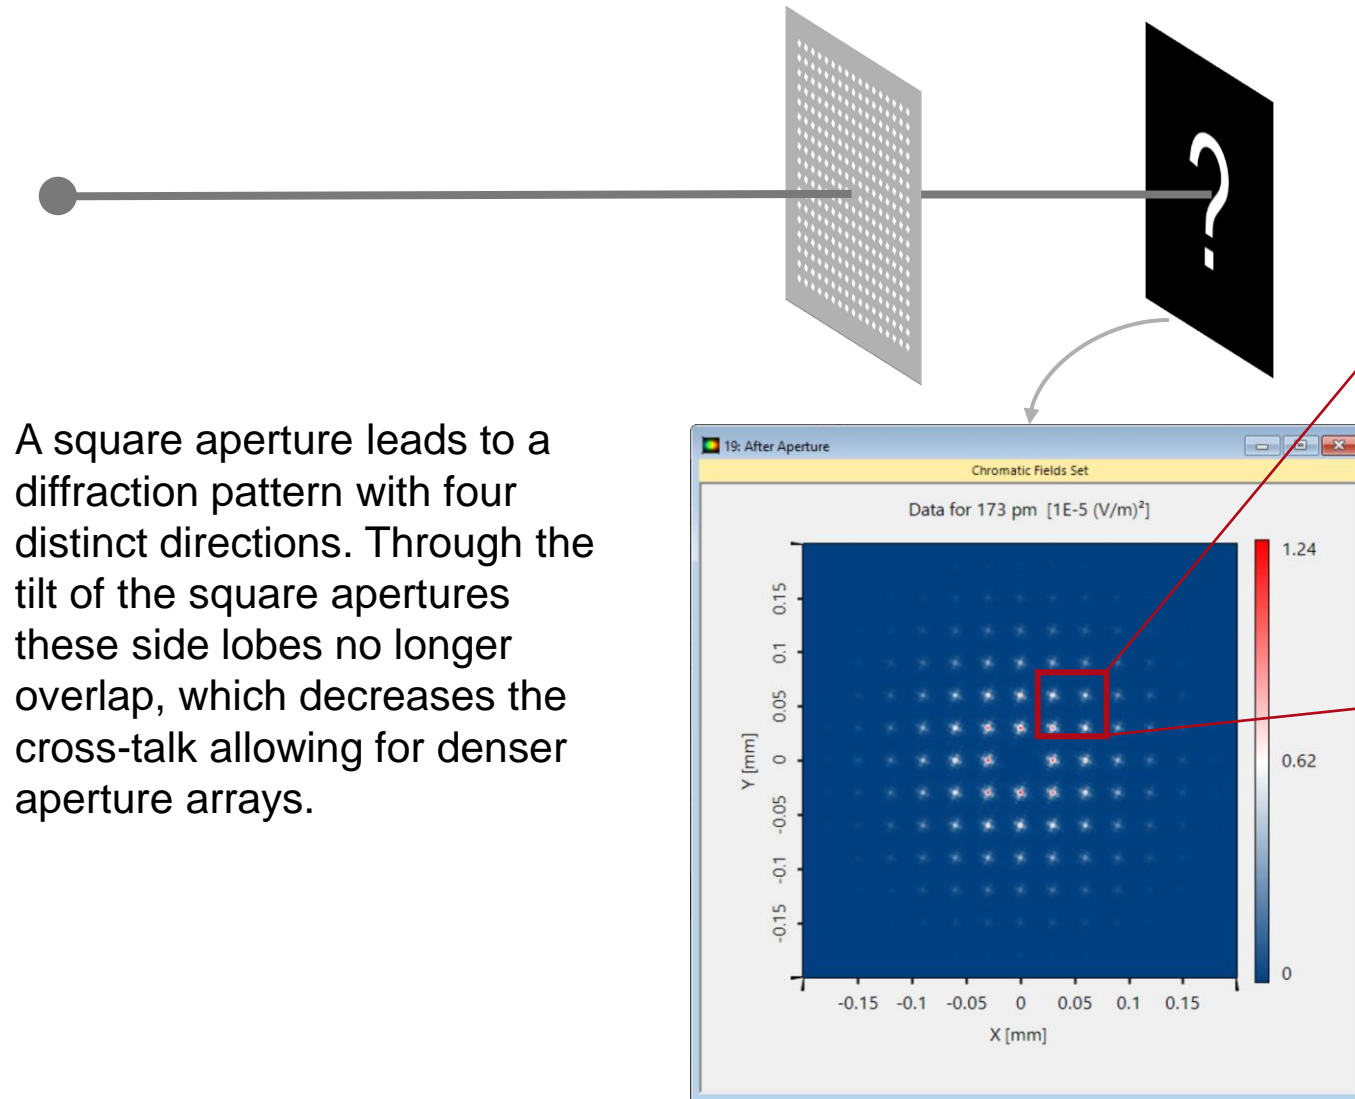 ?
A square aperture leads to a
diffraction pattern with four
distinct directions. Through the
tilt of the square apertures
these side lobes no longer
overlap, which decreases the
cross-talk allowing for denser
aperture arrays.
19: After Aperture
Chromatic Fields Set
Data for 173 pm [1E-5 (V/m)²]
1.24
0.62
0
Y [mm]
0.15
0.1
0.05
0
-0.05
-0.1
-0.15
-0.15 -0.1 -0.05 0 0.05 0.1 0.15
X [mm]